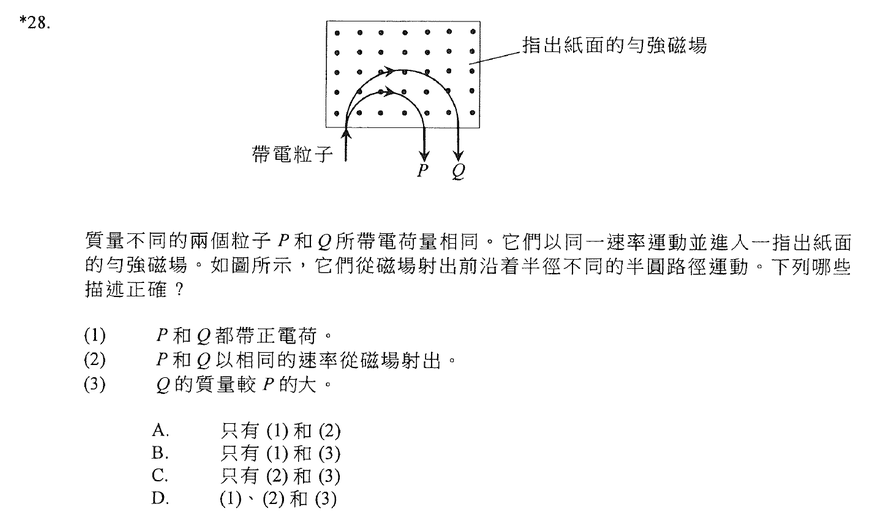 *28.
指出紙面的勻強磁場
帶電粒子
P Q
質量不同的兩個粒子 P 和 Q 所帶電荷量相同。它們以同一速率運動並進入一指出紙面
的勻強磁場。如圖所示，它們從磁場射出前沿着半徑不同的半圓路徑運動。下列哪些
描述正確？
(1) P 和 Q 都帶正電荷。
(2) P 和 Q 以相同的速率從磁場射出。
(3) Q 的質量較 P 的大。
A. 只有 (1) 和 (2)
B. 只有 (1) 和 (3)
C. 只有 (2) 和 (3)
D. (1)、(2) 和 (3)